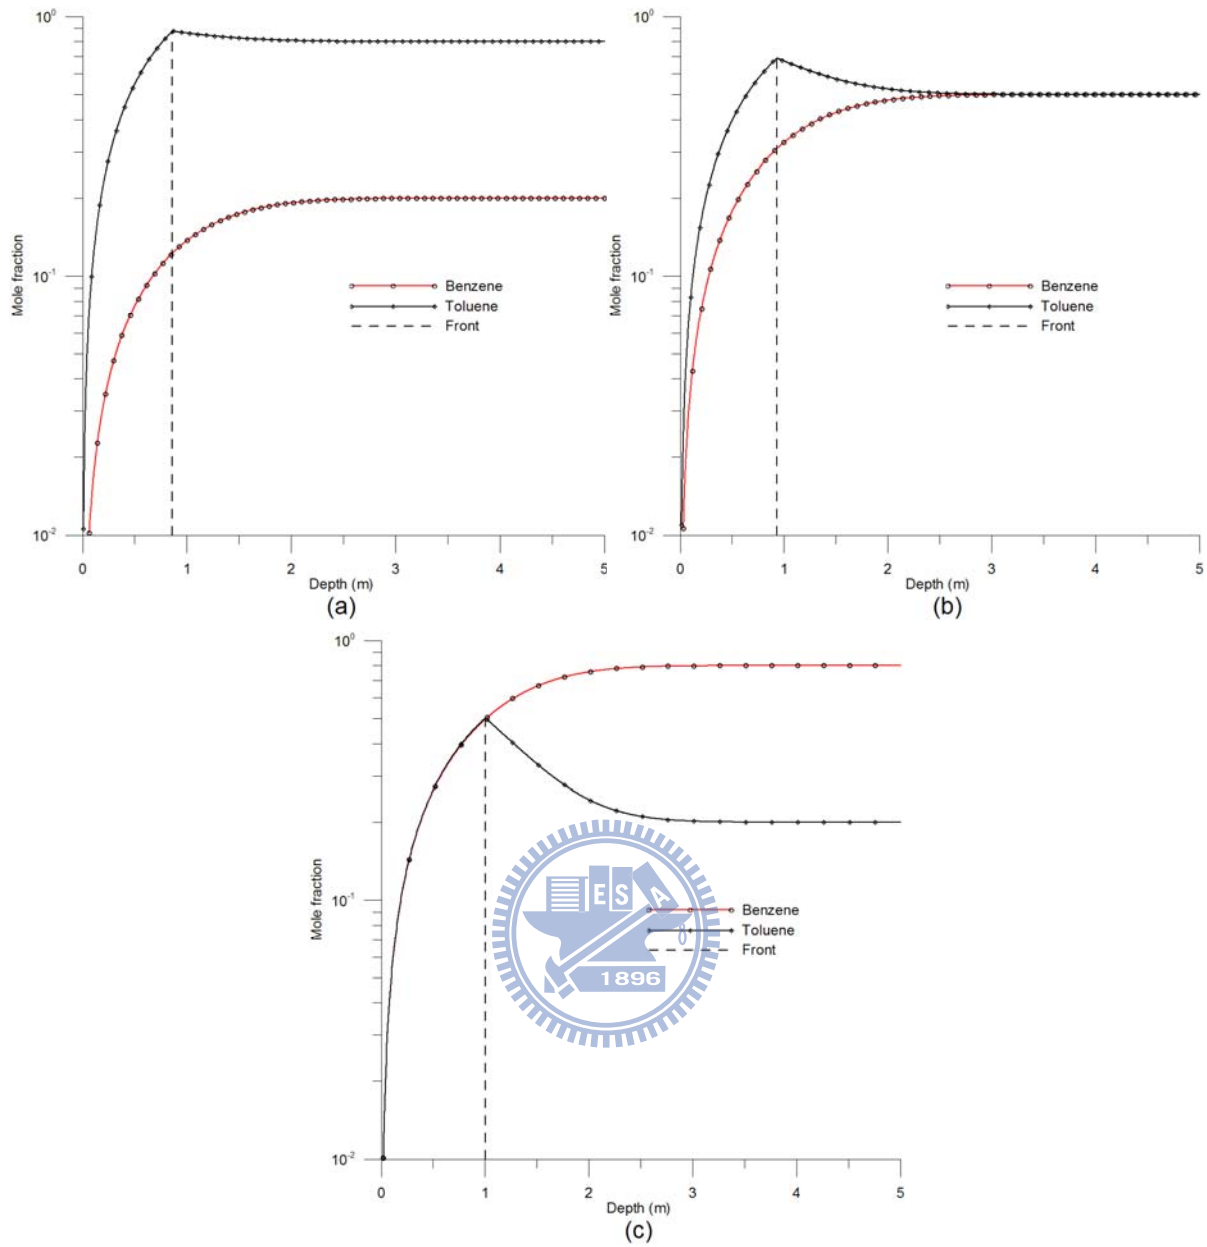 10⁰
10⁻¹
10⁻²
Mole fraction
0 1 2 3 4 5
Depth (m)
Benzene
Toluene
Front
(a)
10⁰
10⁻¹
10⁻²
Mole fraction
0 1 2 3 4 5
Depth (m)
Benzene
Toluene
Front
(b)
10⁰
10⁻¹
10⁻²
Mole fraction
0 1 2 3 4 5
Depth (m)
Benzene
Toluene
Front
(c)
E S A
1896